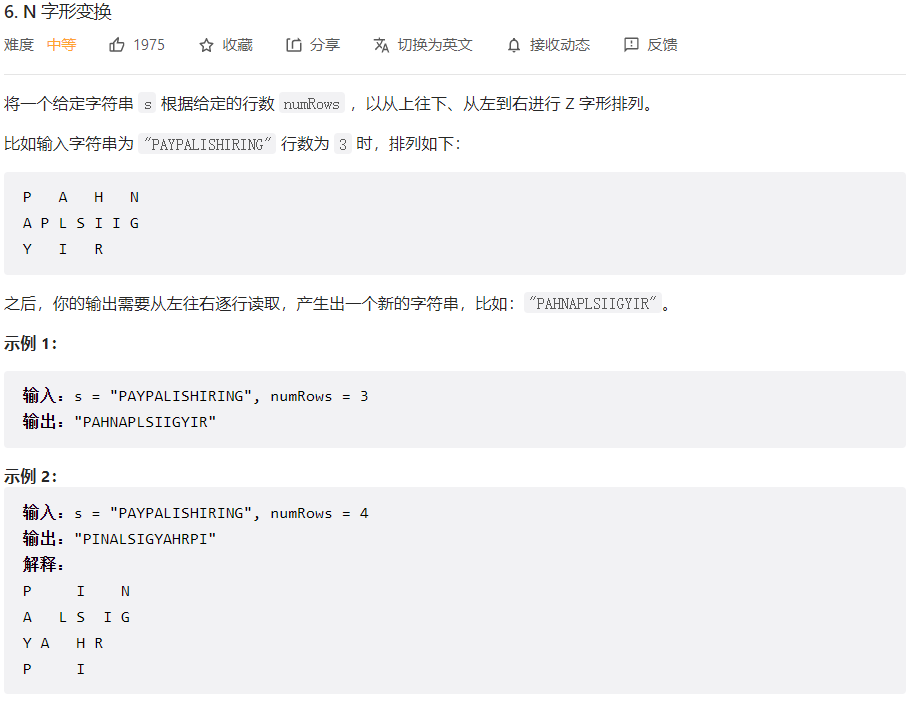 6. N 字形变换
难度 中等 1975 收藏 分享 切换为英文 接收动态 反馈
将一个给定字符串 s 根据给定的行数 numRows ，以从上往下、从左到右进行 Z 字形排列。
比如输入字符串为 "PAYPALISHIRING" 行数为 3 时，排列如下：
P   A   H   N
A P L S I I G
Y   I   R
之后，你的输出需要从左往右逐行读取，产生出一个新的字符串，比如："PAHNAPLSIIGYIR"。
示例 1：
输入：s = "PAYPALISHIRING", numRows = 3
输出："PAHNAPLSIIGYIR"
示例 2：
输入：s = "PAYPALISHIRING", numRows = 4
输出："PINALSIGYAHRPI"
解释：
P     I    N
A   L S  I G
Y A   H R
P     I